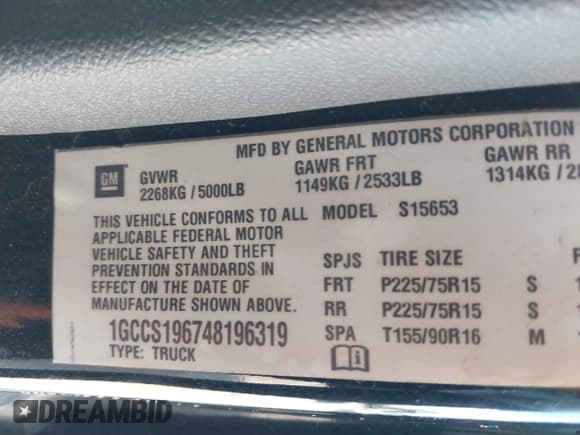 MFD BY GENERAL MOTORS CORPORATION
GM
GVWR GAWR FRT GAWR RR
2268KG / 5000LB 1149KG / 2533LB 1314KG / 28
THIS VEHICLE CONFORMS TO ALL MODEL S15653
APPLICABLE FEDERAL MOTOR
VEHICLE SAFETY AND THEFT SPJS TIRE SIZE
PREVENTION STANDARDS IN FRT P225/75R15 S
EFFECT ON THE DATE OF RR P225/75R15 S
MANUFACTURE SHOWN ABOVE. SPA T155/90R16 M
1GCCS196748196319
TYPE: TRUCK
DREAMBID